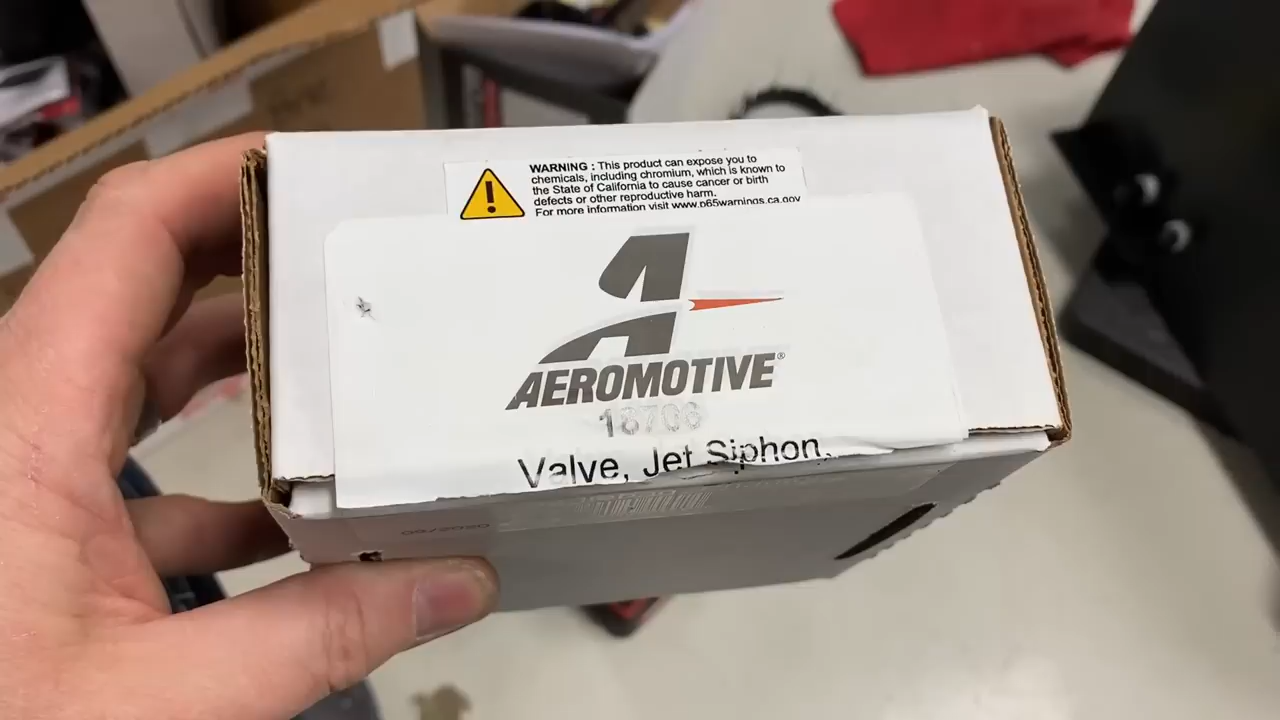 WARNING : This product can expose you to
chemicals, including chromium, which is known to
the State of California to cause cancer or birth
defects or other reproductive harm.
For more information visit www.p65warnings.ca.gov
AEROMOTIVE®
18706
Valve, Jet Siphon,